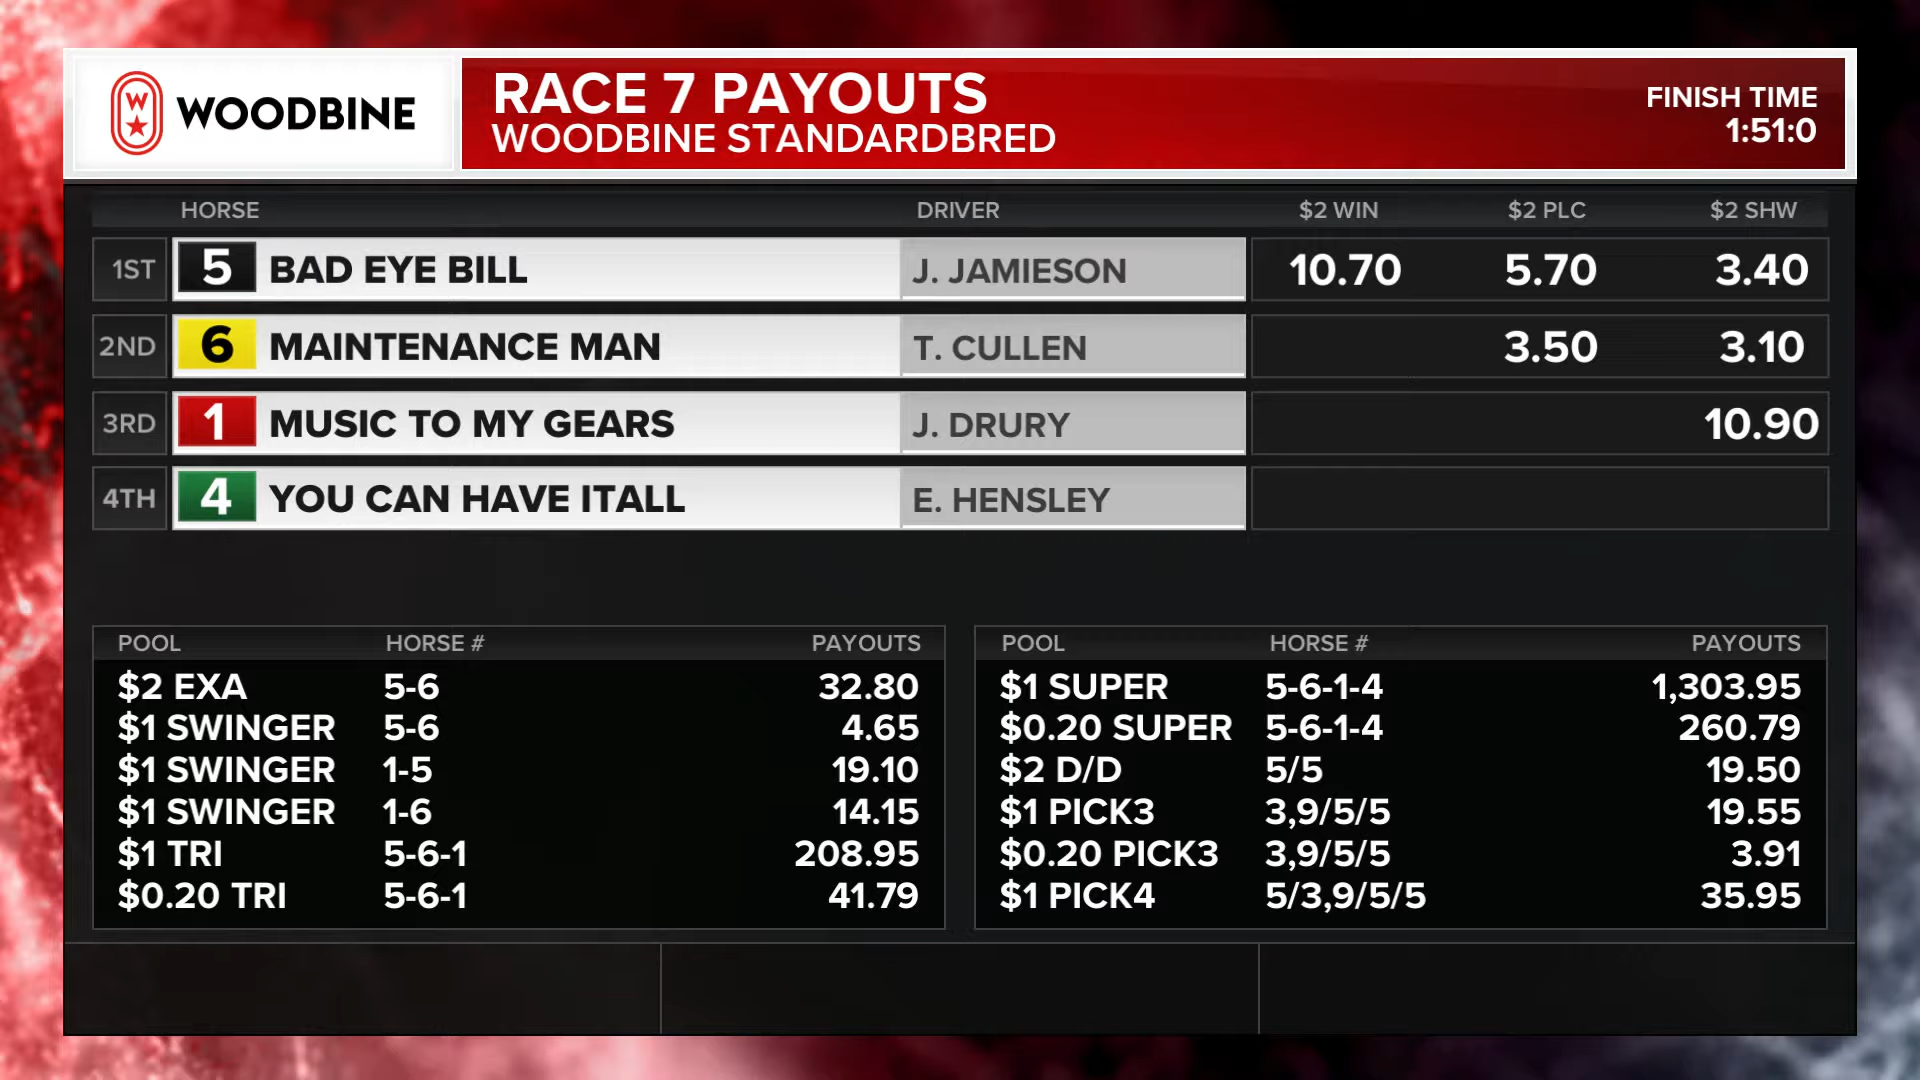 W
WOODBINE
RACE 7 PAYOUTS
WOODBINE STANDARDBRED
FINISH TIME
1:51:0
HORSE DRIVER $2 WIN $2 PLC $2 SHW
1ST 5 BAD EYE BILL J. JAMIESON 10.70 5.70 3.40
2ND 6 MAINTENANCE MAN T. CULLEN 3.50 3.10
3RD 1 MUSIC TO MY GEARS J. DRURY 10.90
4TH 4 YOU CAN HAVE ITALL E. HENSLEY
POOL HORSE # PAYOUTS
$2 EXA 5-6 32.80
$1 SWINGER 5-6 4.65
$1 SWINGER 1-5 19.10
$1 SWINGER 1-6 14.15
$1 TRI 5-6-1 208.95
$0.20 TRI 5-6-1 41.79
POOL HORSE # PAYOUTS
$1 SUPER 5-6-1-4 1,303.95
$0.20 SUPER 5-6-1-4 260.79
$2 D/D 5/5 19.50
$1 PICK3 3,9/5/5 19.55
$0.20 PICK3 3,9/5/5 3.91
$1 PICK4 5/3,9/5/5 35.95